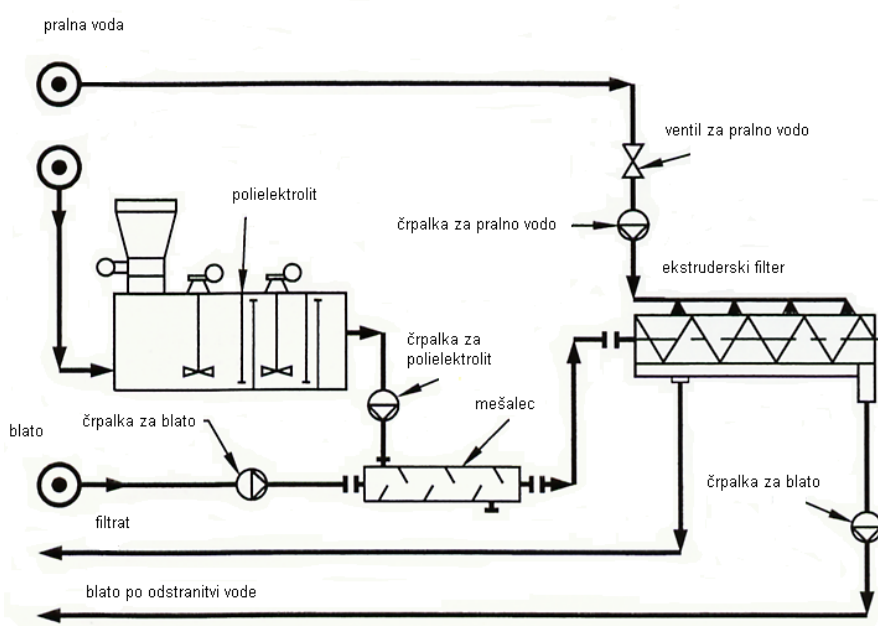 pralna voda
ventil za pralno vodo
polielektrolit
črpalka za pralno vodo
ekstruderski filter
črpalka za
polielektrolit
mešalec
črpalka za blato
blato
črpalka za blato
filtrat
blato po odstranitvi vode